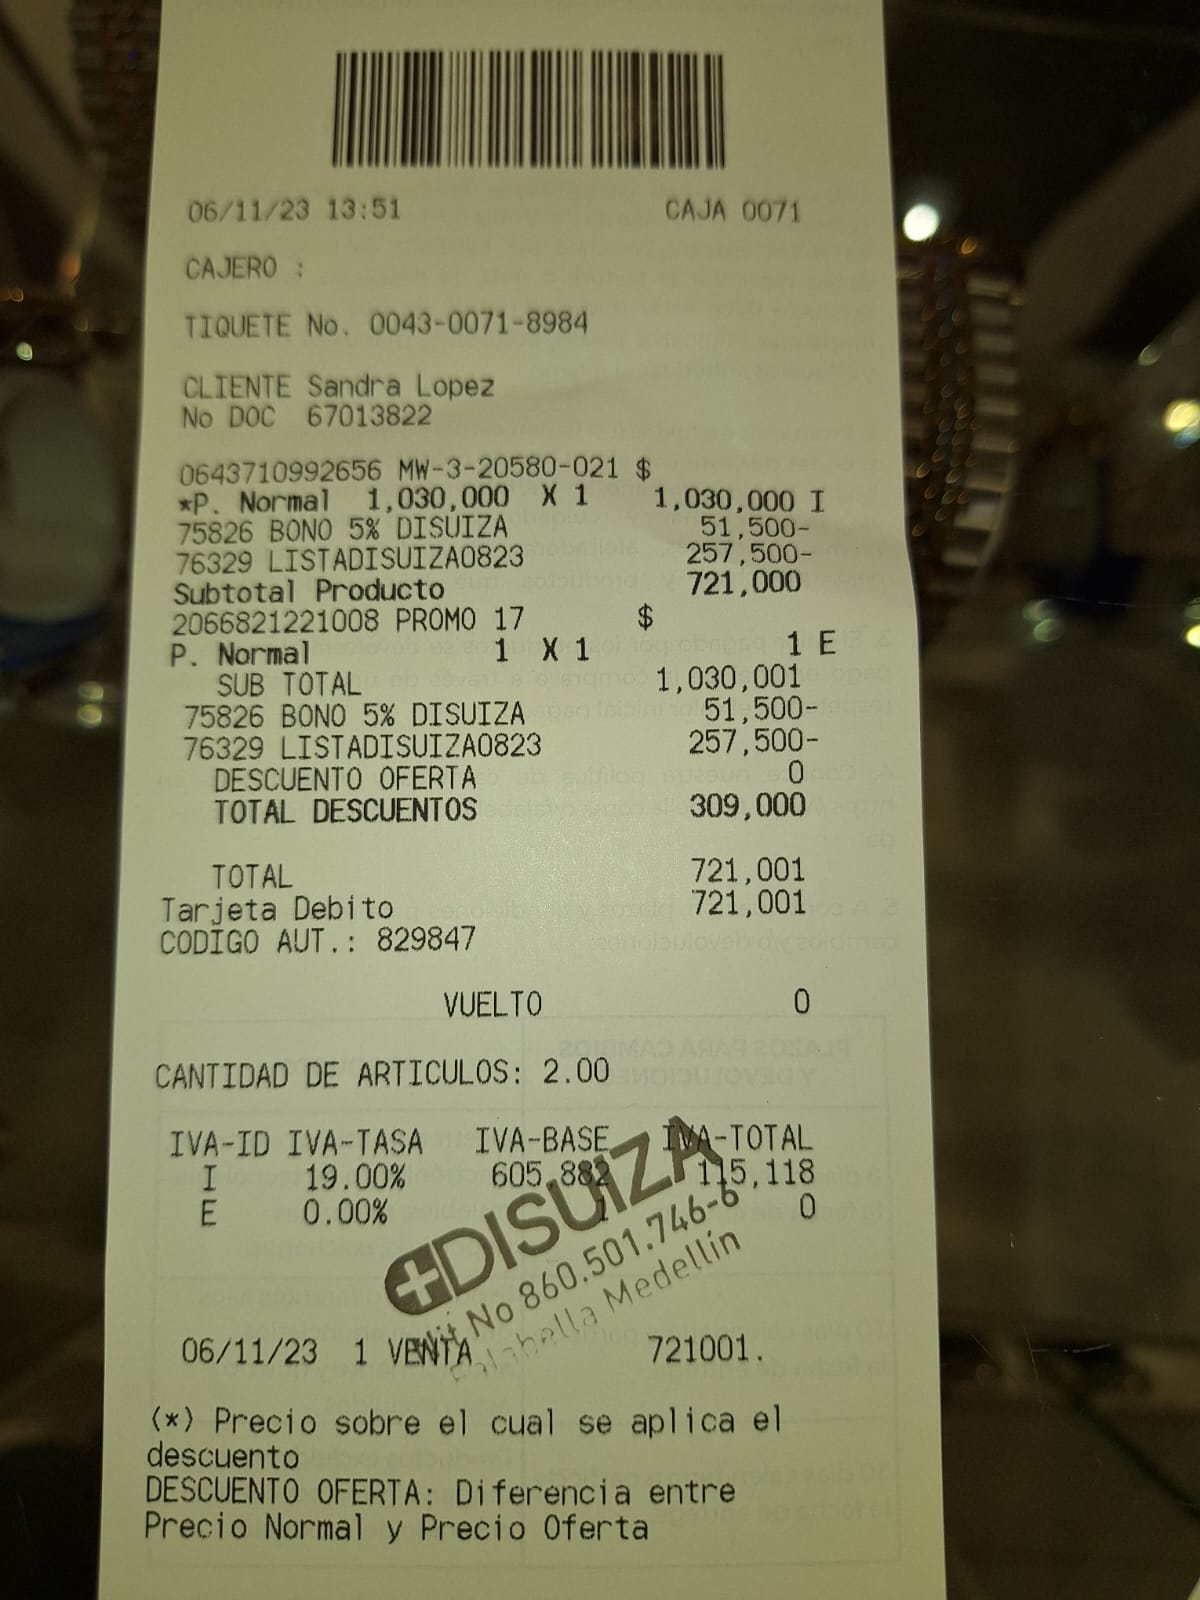 06/11/23 13:51 CAJA 0071
CAJERO :
TIQUETE No. 0043-0071-8984
CLIENTE Sandra Lopez
No DOC 67013822
0643710992656 MW-3-20580-021 $
*P. Normal 1,030,000 X 1 1,030,000 I
75826 BONO 5% DISUIZA 51,500-
76329 LISTADISUIZA0823 257,500-
Subtotal Producto 721,000
2066821221008 PROMO 17 $
P. Normal 1 X 1 1 E
SUB TOTAL 1,030,001
75826 BONO 5% DISUIZA 51,500-
76329 LISTADISUIZA0823 257,500-
DESCUENTO OFERTA 0
TOTAL DESCUENTOS 309,000
TOTAL 721,001
Tarjeta Debito 721,001
CODIGO AUT.: 829847
VUELTO 0
CANTIDAD DE ARTICULOS: 2.00
IVA-ID IVA-TASA IVA-BASE IVA-TOTAL
I 19.00% 605,882 115,118
E 0.00% 1 0
DISUIZA
Nit No 860.501.746-6
Falabella Medellín
06/11/23 1 VENTA 721001.
(*) Precio sobre el cual se aplica el
descuento
DESCUENTO OFERTA: Diferencia entre
Precio Normal y Precio Oferta